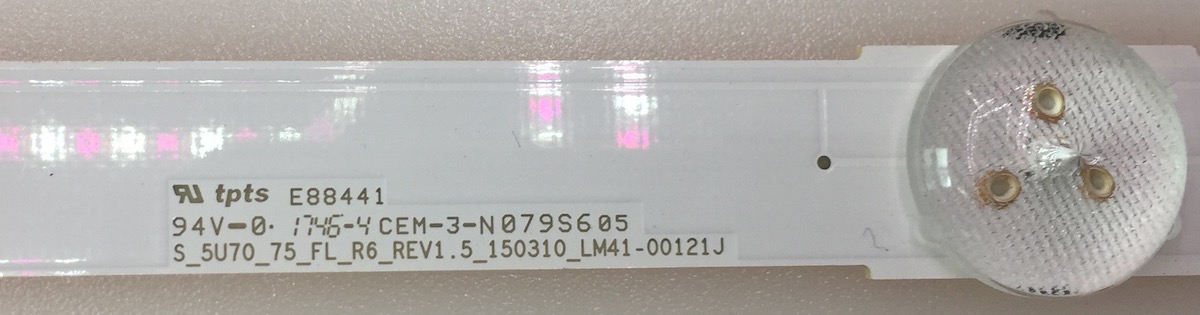 tpts E88441
94V-0· 1746-4 CEM-3-N079S605
S_5U70_75_FL_R6_REV1.5_150310_LM41-00121J